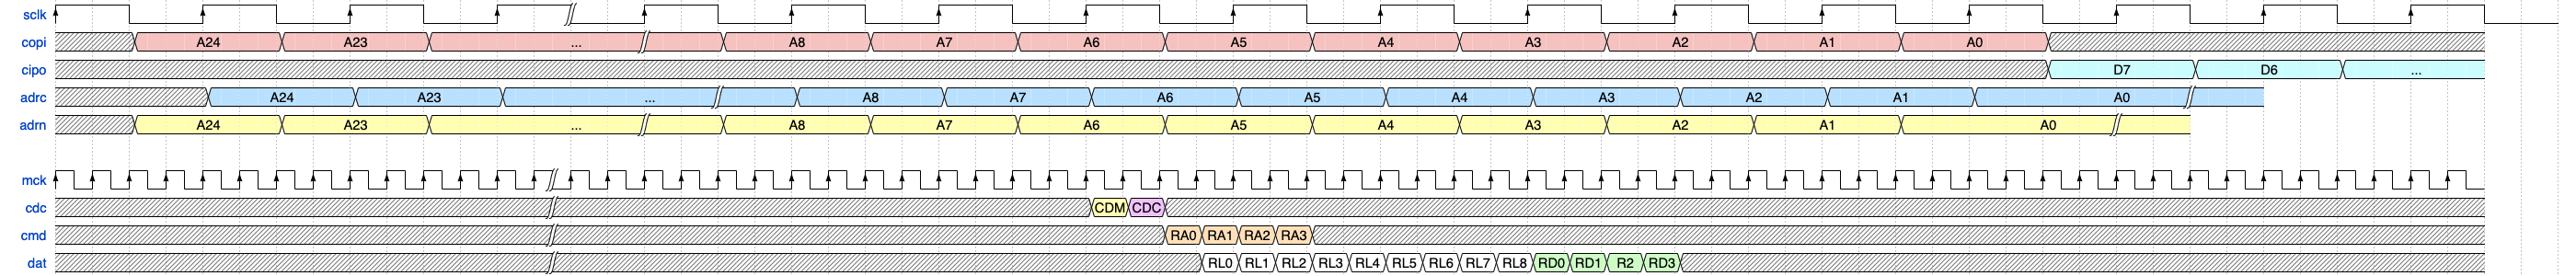 sclk
copi A24 A23 ... A8 A7 A6 A5 A4 A3 A2 A1 A0
cipo D7 D6 ...
adrc A24 A23 ... A8 A7 A6 A5 A4 A3 A2 A1 A0
adrn A24 A23 ... A8 A7 A6 A5 A4 A3 A2 A1 A0
mck
cdc CDM CDC
cmd RA0 RA1 RA2 RA3
dat RL0 RL1 RL2 RL3 RL4 RL5 RL6 RL7 RL8 RD0 RD1 R2 RD3